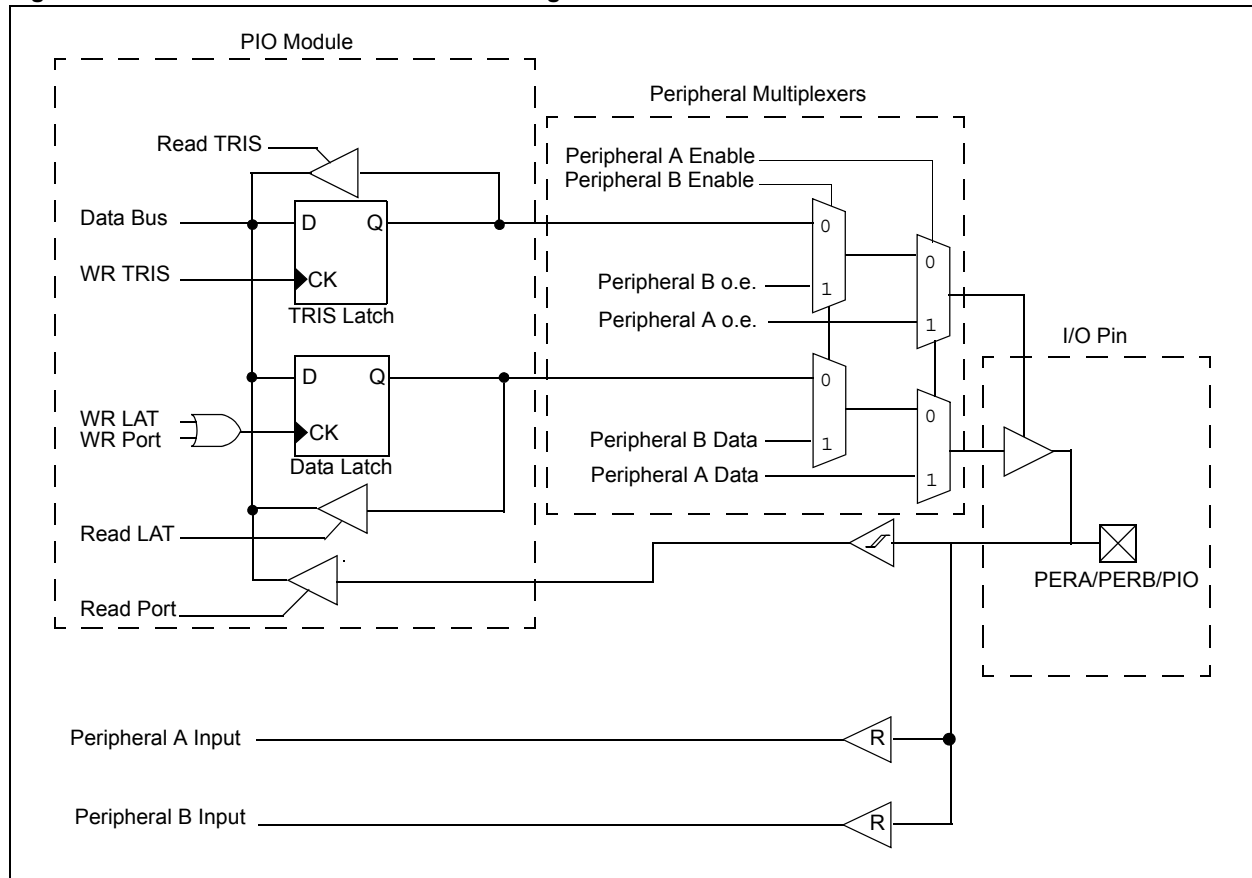 PIO Module
Peripheral Multiplexers
Read TRIS
Peripheral A Enable
Peripheral B Enable
Data Bus
D Q
0
WR TRIS
CK
0
Peripheral B o.e.
1
TRIS Latch
Peripheral A o.e.
1
I/O Pin
D Q
0
WR LAT
WR Port
CK
0
Peripheral B Data
1
Data Latch
Peripheral A Data
1
Read LAT
PERA/PERB/PIO
Read Port
Peripheral A Input
R
Peripheral B Input
R